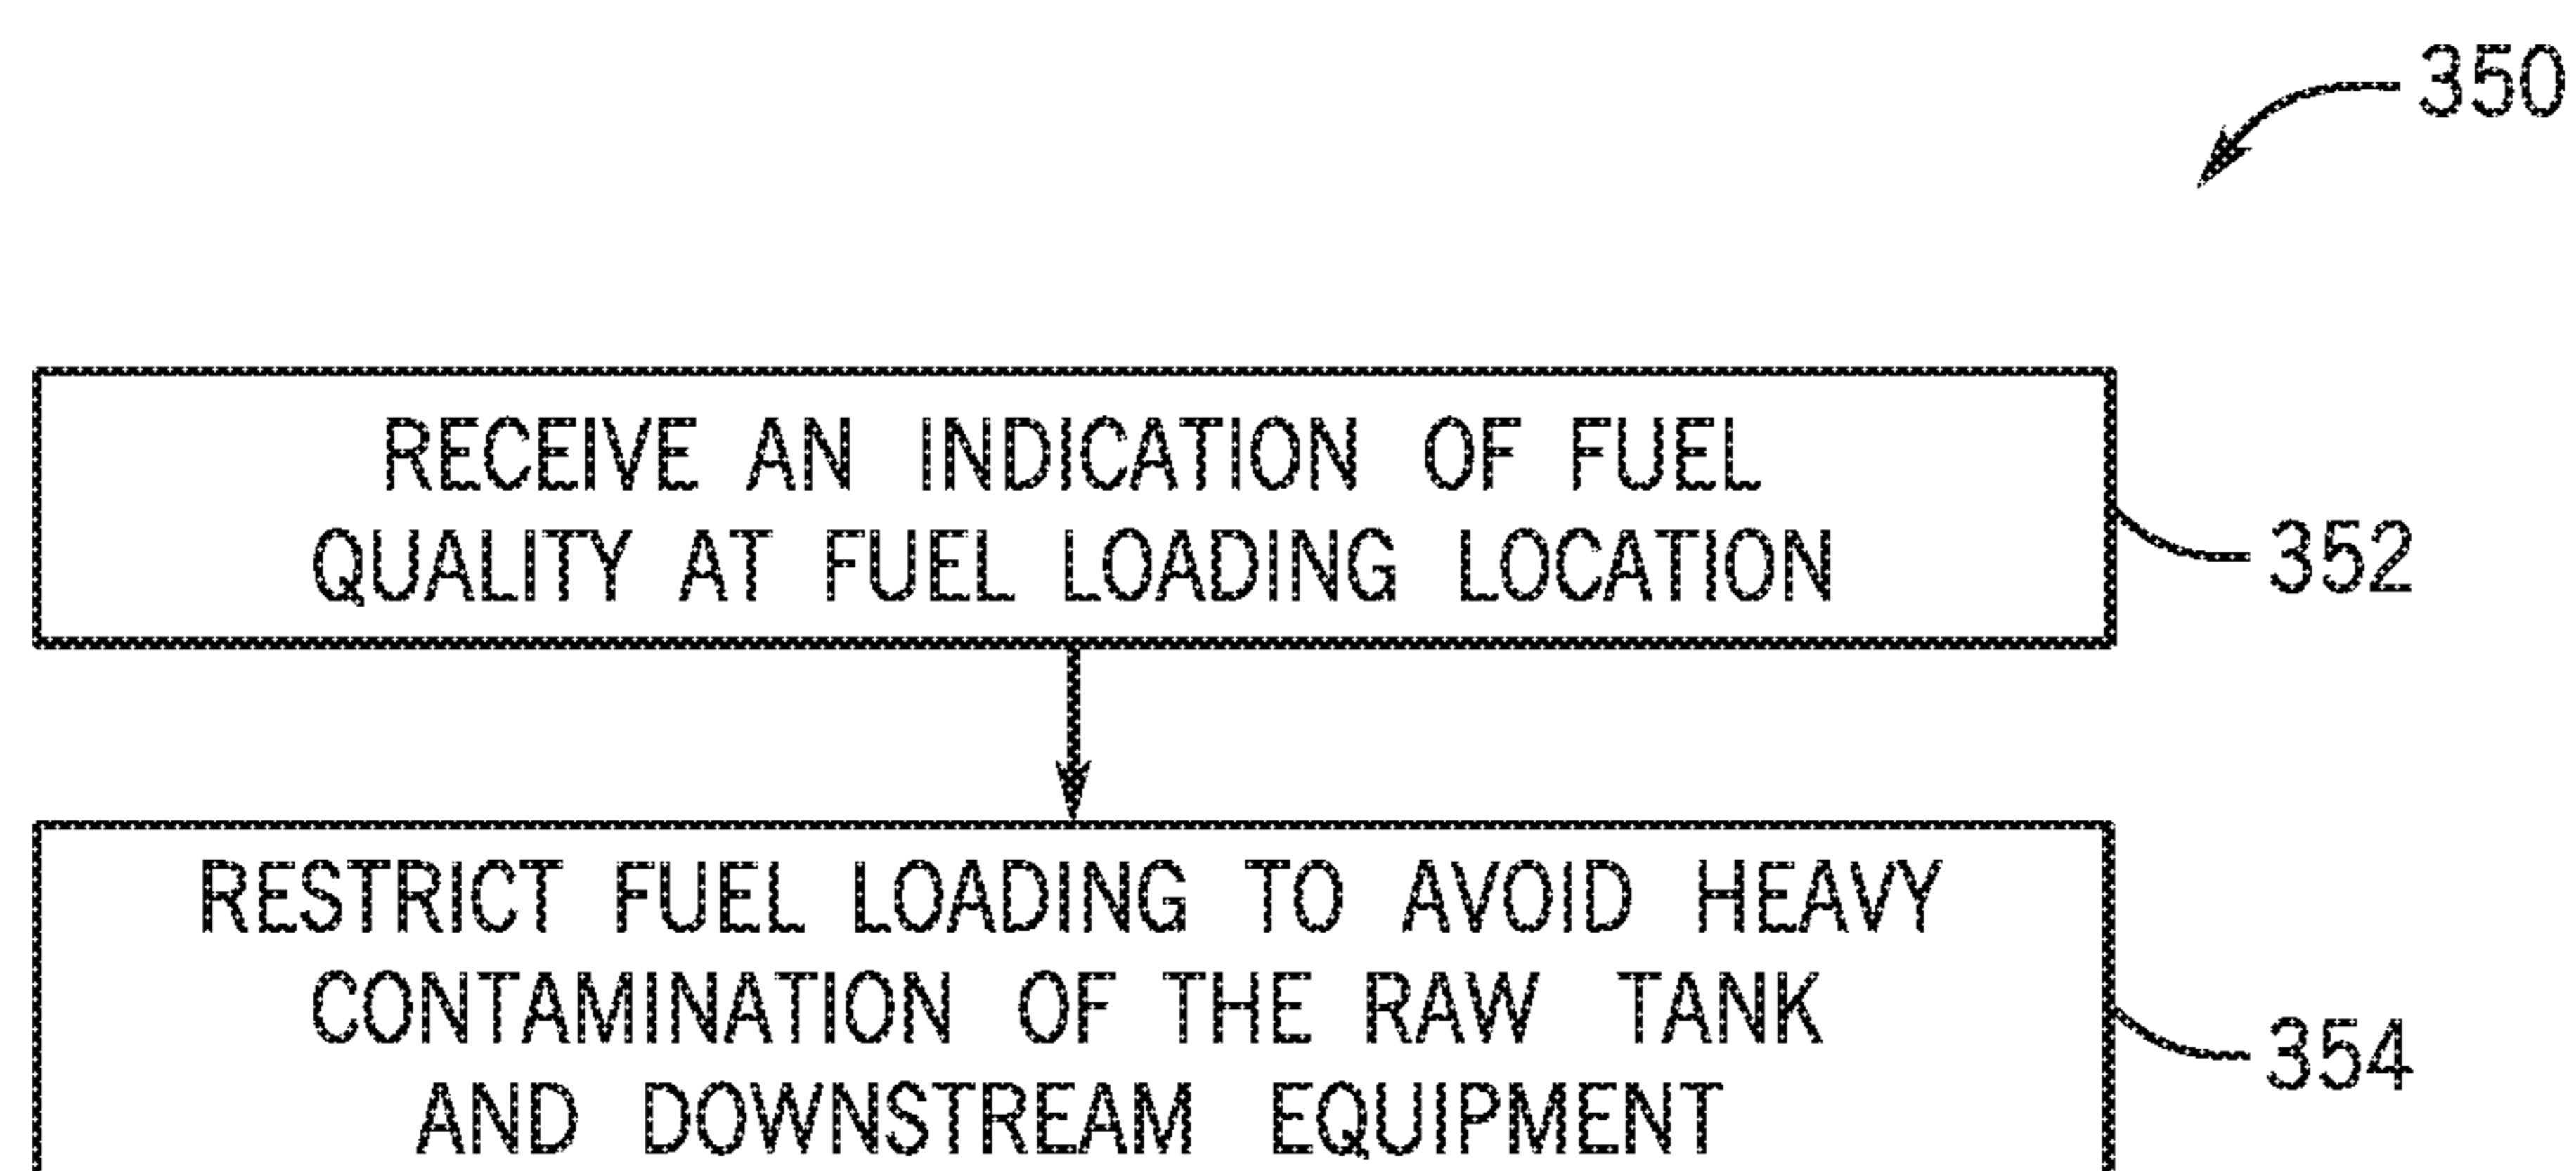 350
RECEIVE AN INDICATION OF FUEL
QUALITY AT FUEL LOADING LOCATION
352
RESTRICT FUEL LOADING TO AVOID HEAVY
CONTAMINATION OF THE RAW TANK
AND DOWNSTREAM EQUIPMENT
354